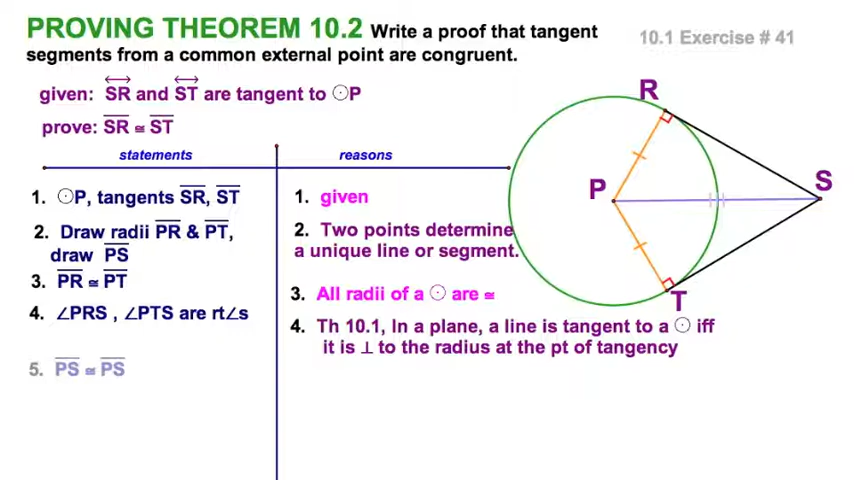 PROVING THEOREM 10.2 Write a proof that tangent
segments from a common external point are congruent.
10.1 Exercise # 41
given: SR and ST are tangent to ⊙P
prove: SR ≅ ST
statements
reasons
1. ⊙P, tangents SR, ST
1. given
2. Draw radii PR & PT,
draw PS
2. Two points determine
a unique line or segment.
3. PR ≅ PT
3. All radii of a ⊙ are ≅
4. ∠PRS , ∠PTS are rt∠s
4. Th 10.1, In a plane, a line is tangent to a ⊙ iff
it is ⊥ to the radius at the pt of tangency
5. PS ≅ PS
R
P
S
T